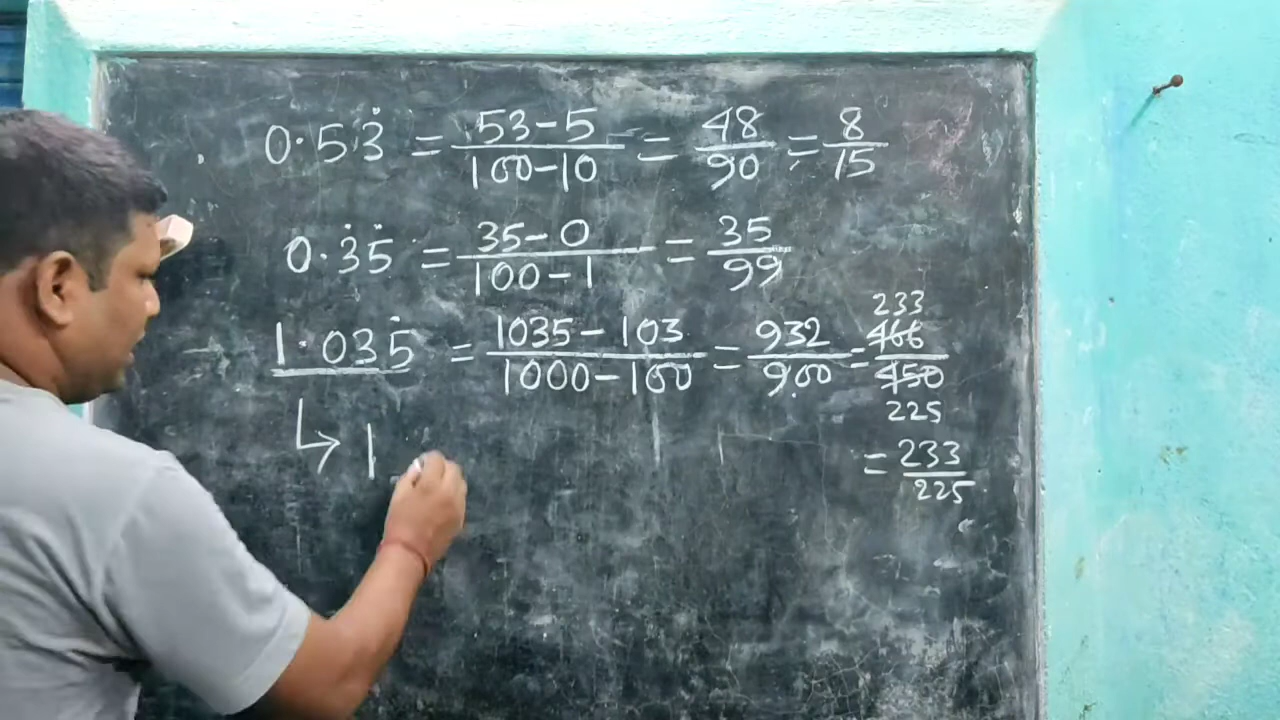 0·53̇ = 53-5/100-10 = 48/90 = 8/15
0·3̇5̇ = 35-0/100-1 = 35/99
1·035̇ = 1035-103/1000-100 = 932/900 = 466/450
233
225
↳ 1
= 233/225